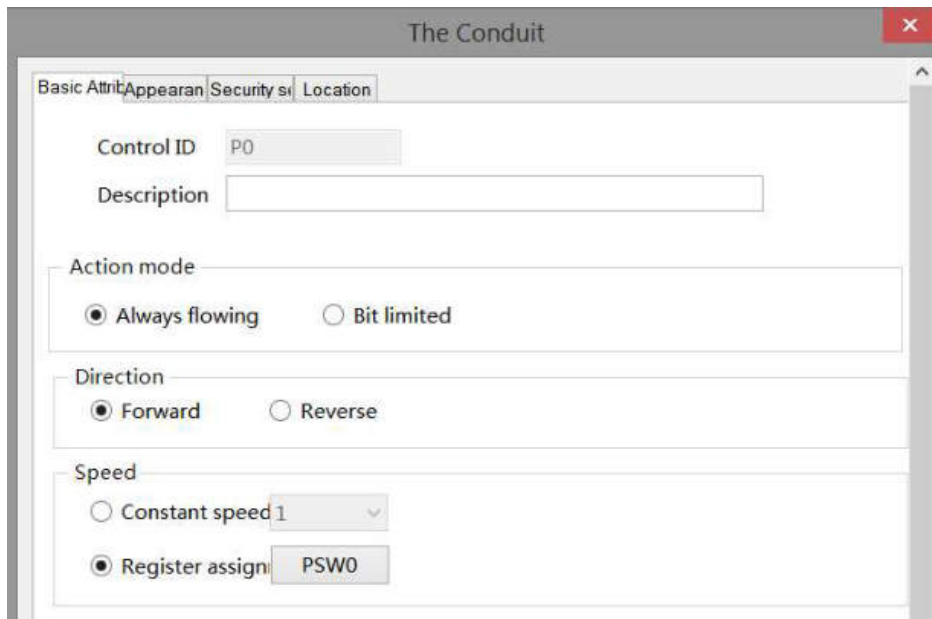 The Conduit
Basic Attrib Appearan Security se Location
Control ID P0
Description
Action mode
Always flowing Bit limited
Direction
Forward Reverse
Speed
Constant speed 1
Register assign PSW0